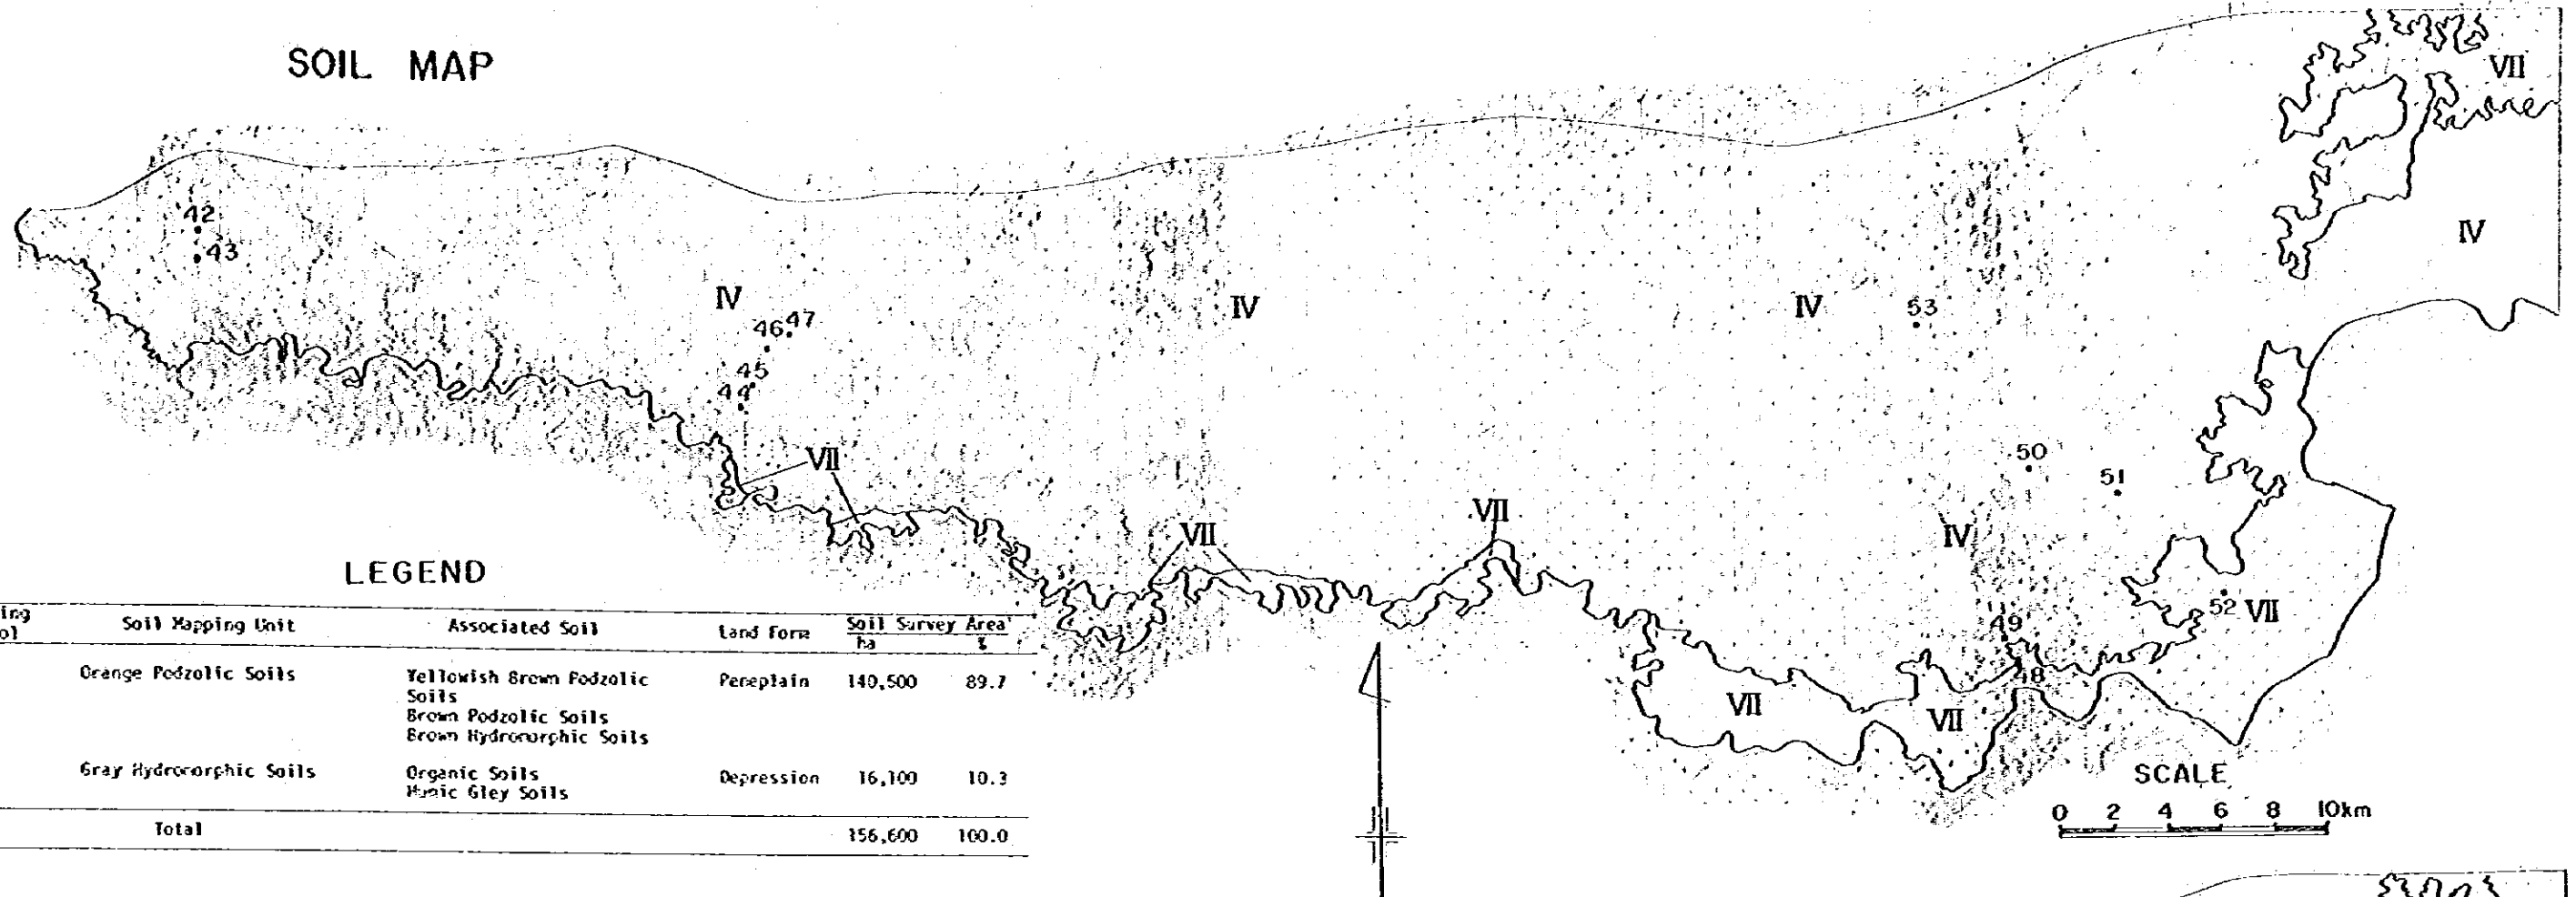 SOIL MAP
VII
42
43
IV
IV
46 47
IV
IV
53
45
44
VII
50
51
VII
VII
IV
52 VII
49
48
VII
VII
LEGEND
Soil Mapping Unit Associated Soil Land Form Soil Survey Area
ha %
Orange Podzolic Soils Yellowish Brown Podzolic Soils Peneplain 140,500 89.7
Brown Podzolic Soils
Brown Hydromorphic Soils
Gray Hydromorphic Soils Organic Soils Depression 16,100 10.3
Humic Gley Soils
Total 156,600 100.0
SCALE
0 2 4 6 8 10km